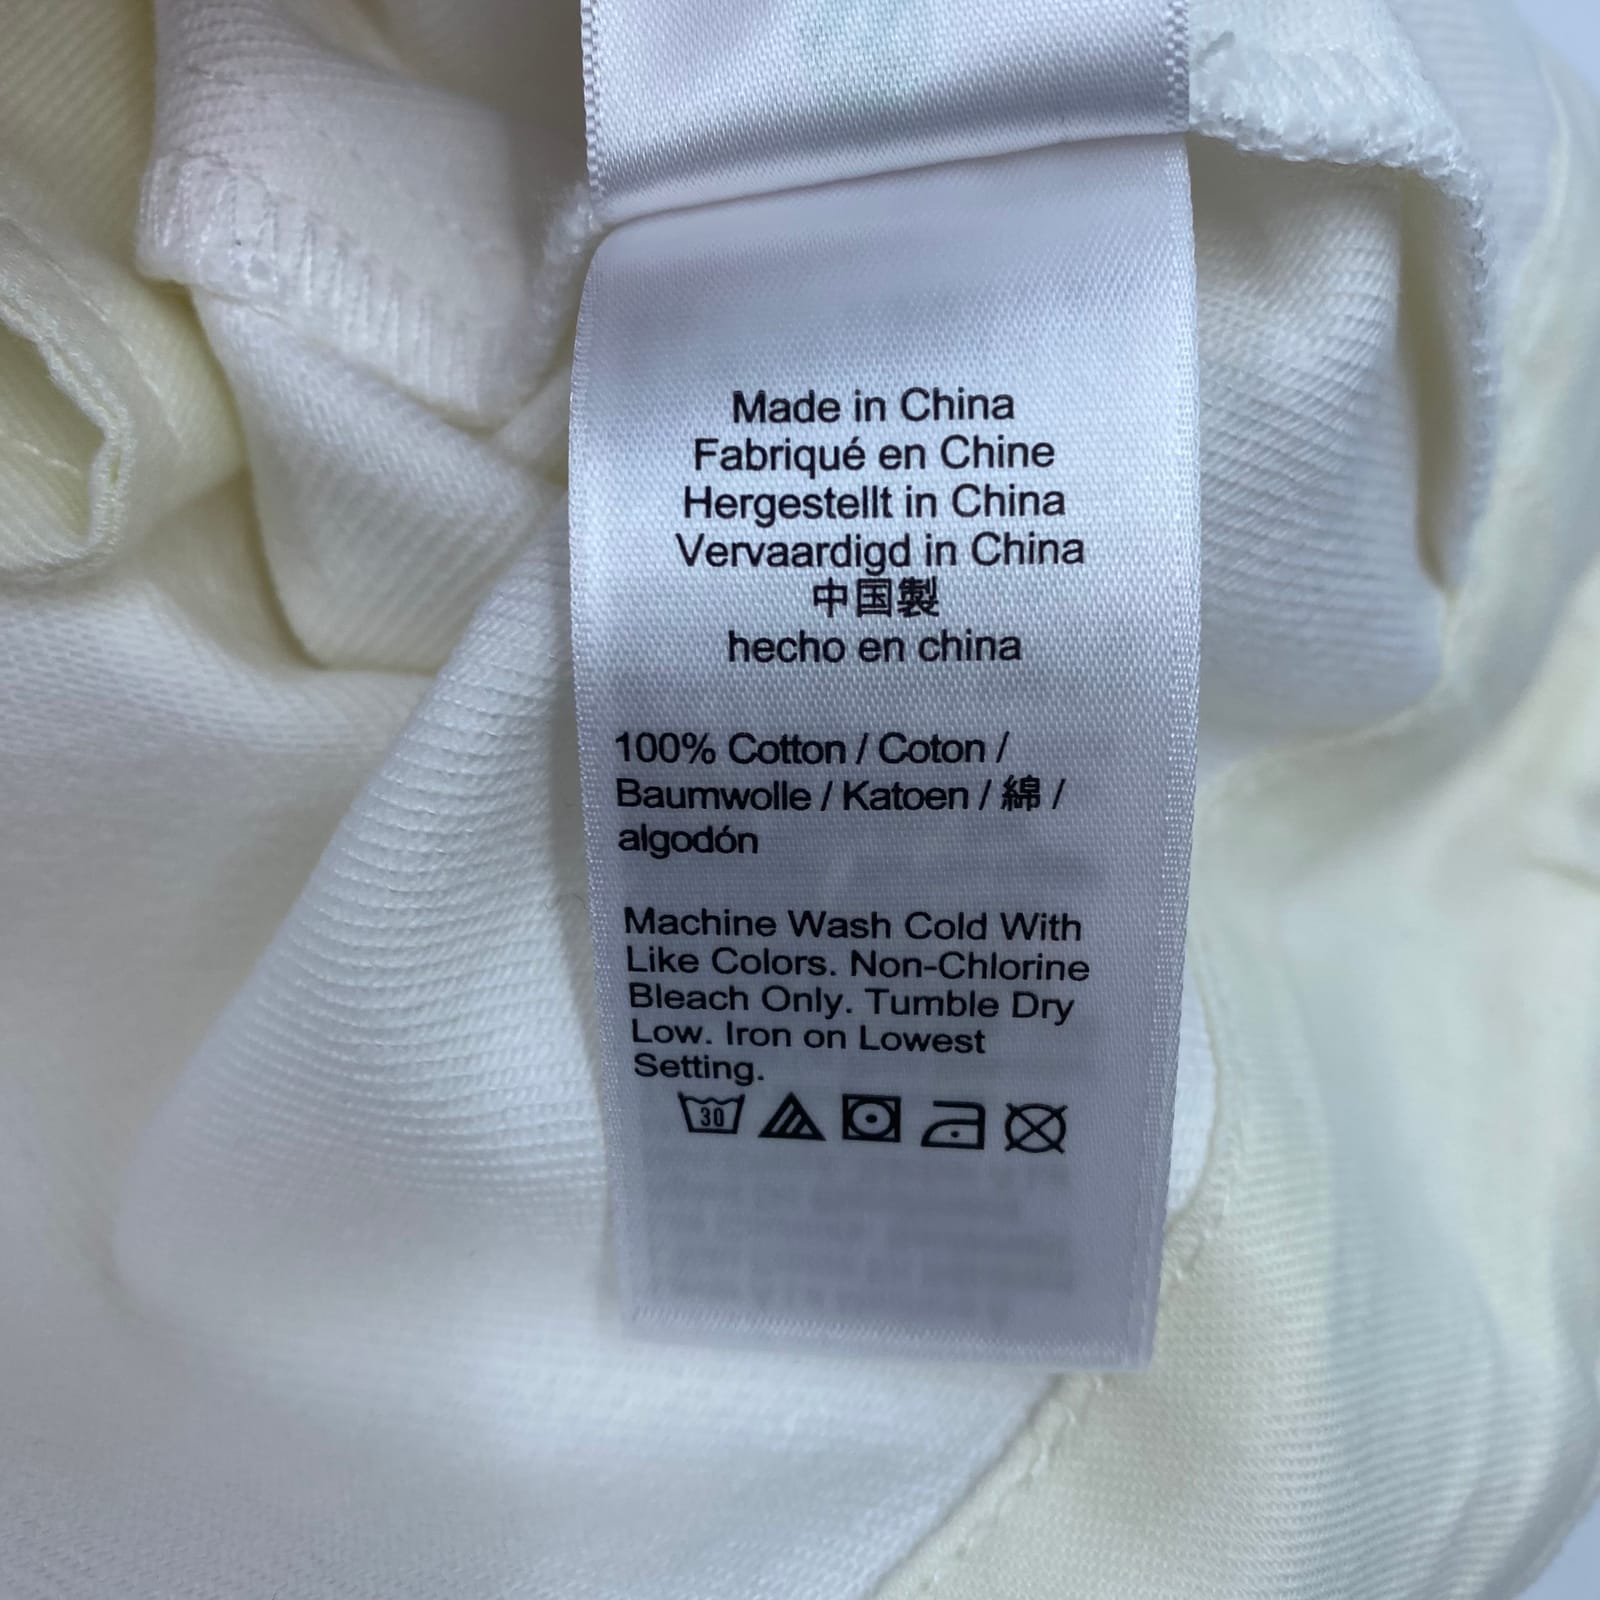 Made in China
Fabriqué en Chine
Hergestellt in China
Vervaardigd in China
中国製
hecho en china
100% Cotton / Coton /
Baumwolle / Katoen / 綿 /
algodón
Machine Wash Cold With
Like Colors. Non-Chlorine
Bleach Only. Tumble Dry
Low. Iron on Lowest
Setting.
30